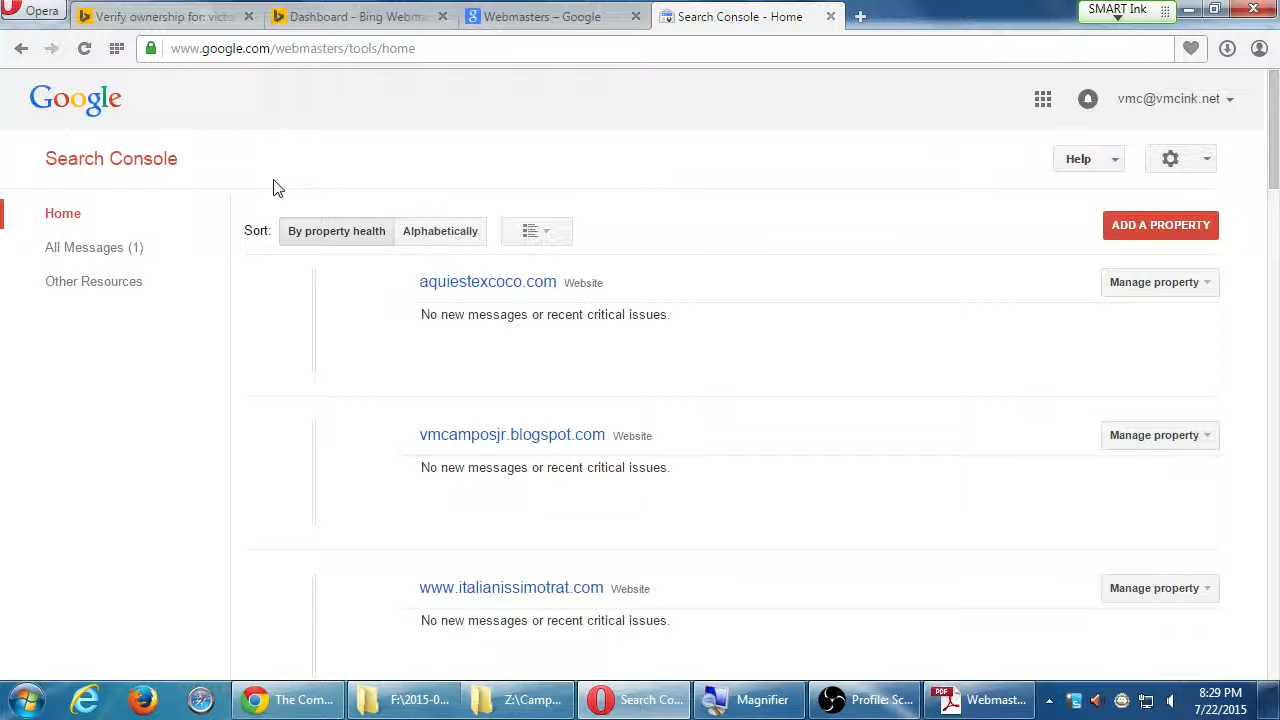 Opera
Verify ownership for: victo
Dashboard - Bing Webma
Webmasters – Google
Search Console - Home
SMART Ink
www.google.com/webmasters/tools/home
Google
vmc@vmcink.net
Search Console
Help
Home
All Messages (1)
Other Resources
Sort:
By property health
Alphabetically
ADD A PROPERTY
aquiestexcoco.com Website
Manage property
No new messages or recent critical issues.
vmcamposjr.blogspot.com Website
Manage property
No new messages or recent critical issues.
www.italianissimotrat.com Website
Manage property
No new messages or recent critical issues.
The Com...
F:\2015-0...
Z:\Camp...
Search Co...
Magnifier
Profile: Sc...
PDF
Webmast...
8:29 PM
7/22/2015